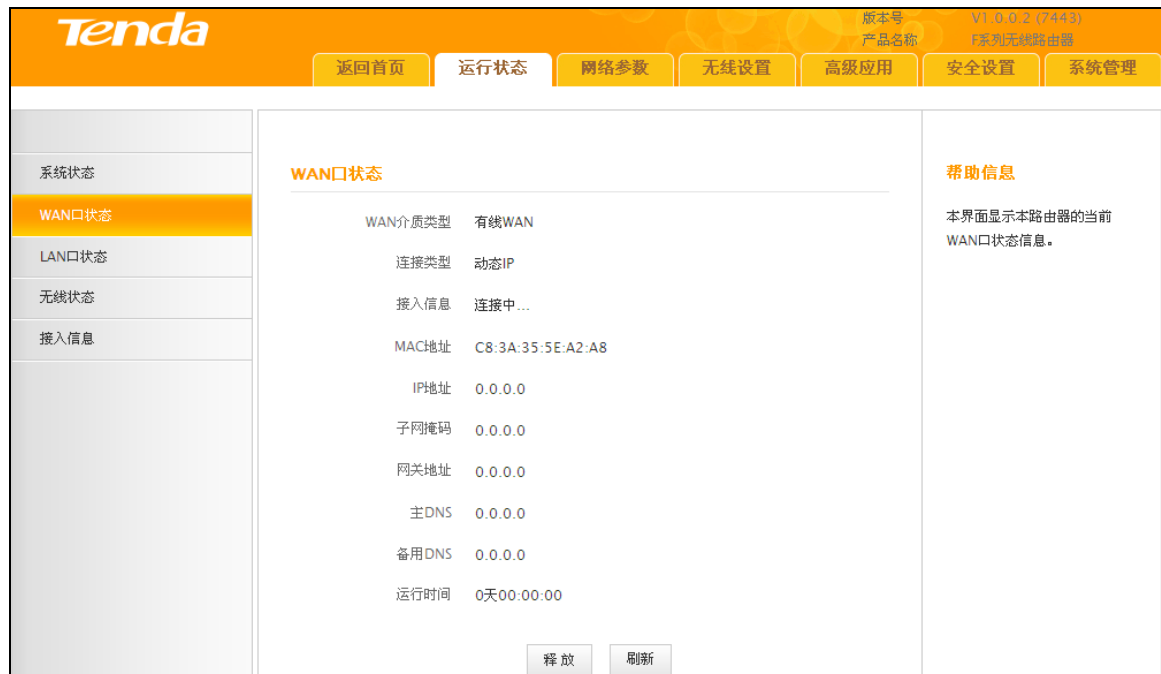 Tenda
版本号 V1.0.0.2 (7443)
产品名称 F系列无线路由器
返回首页 运行状态 网络参数 无线设置 高级应用 安全设置 系统管理
系统状态
WAN口状态
LAN口状态
无线状态
接入信息
WAN口状态
WAN介质类型 有线WAN
连接类型 动态IP
接入信息 连接中...
MAC地址 C8:3A:35:5E:A2:A8
IP地址 0.0.0.0
子网掩码 0.0.0.0
网关地址 0.0.0.0
主DNS 0.0.0.0
备用DNS 0.0.0.0
运行时间 0天00:00:00
释放 刷新
帮助信息
本界面显示本路由器的当前
WAN口状态信息。